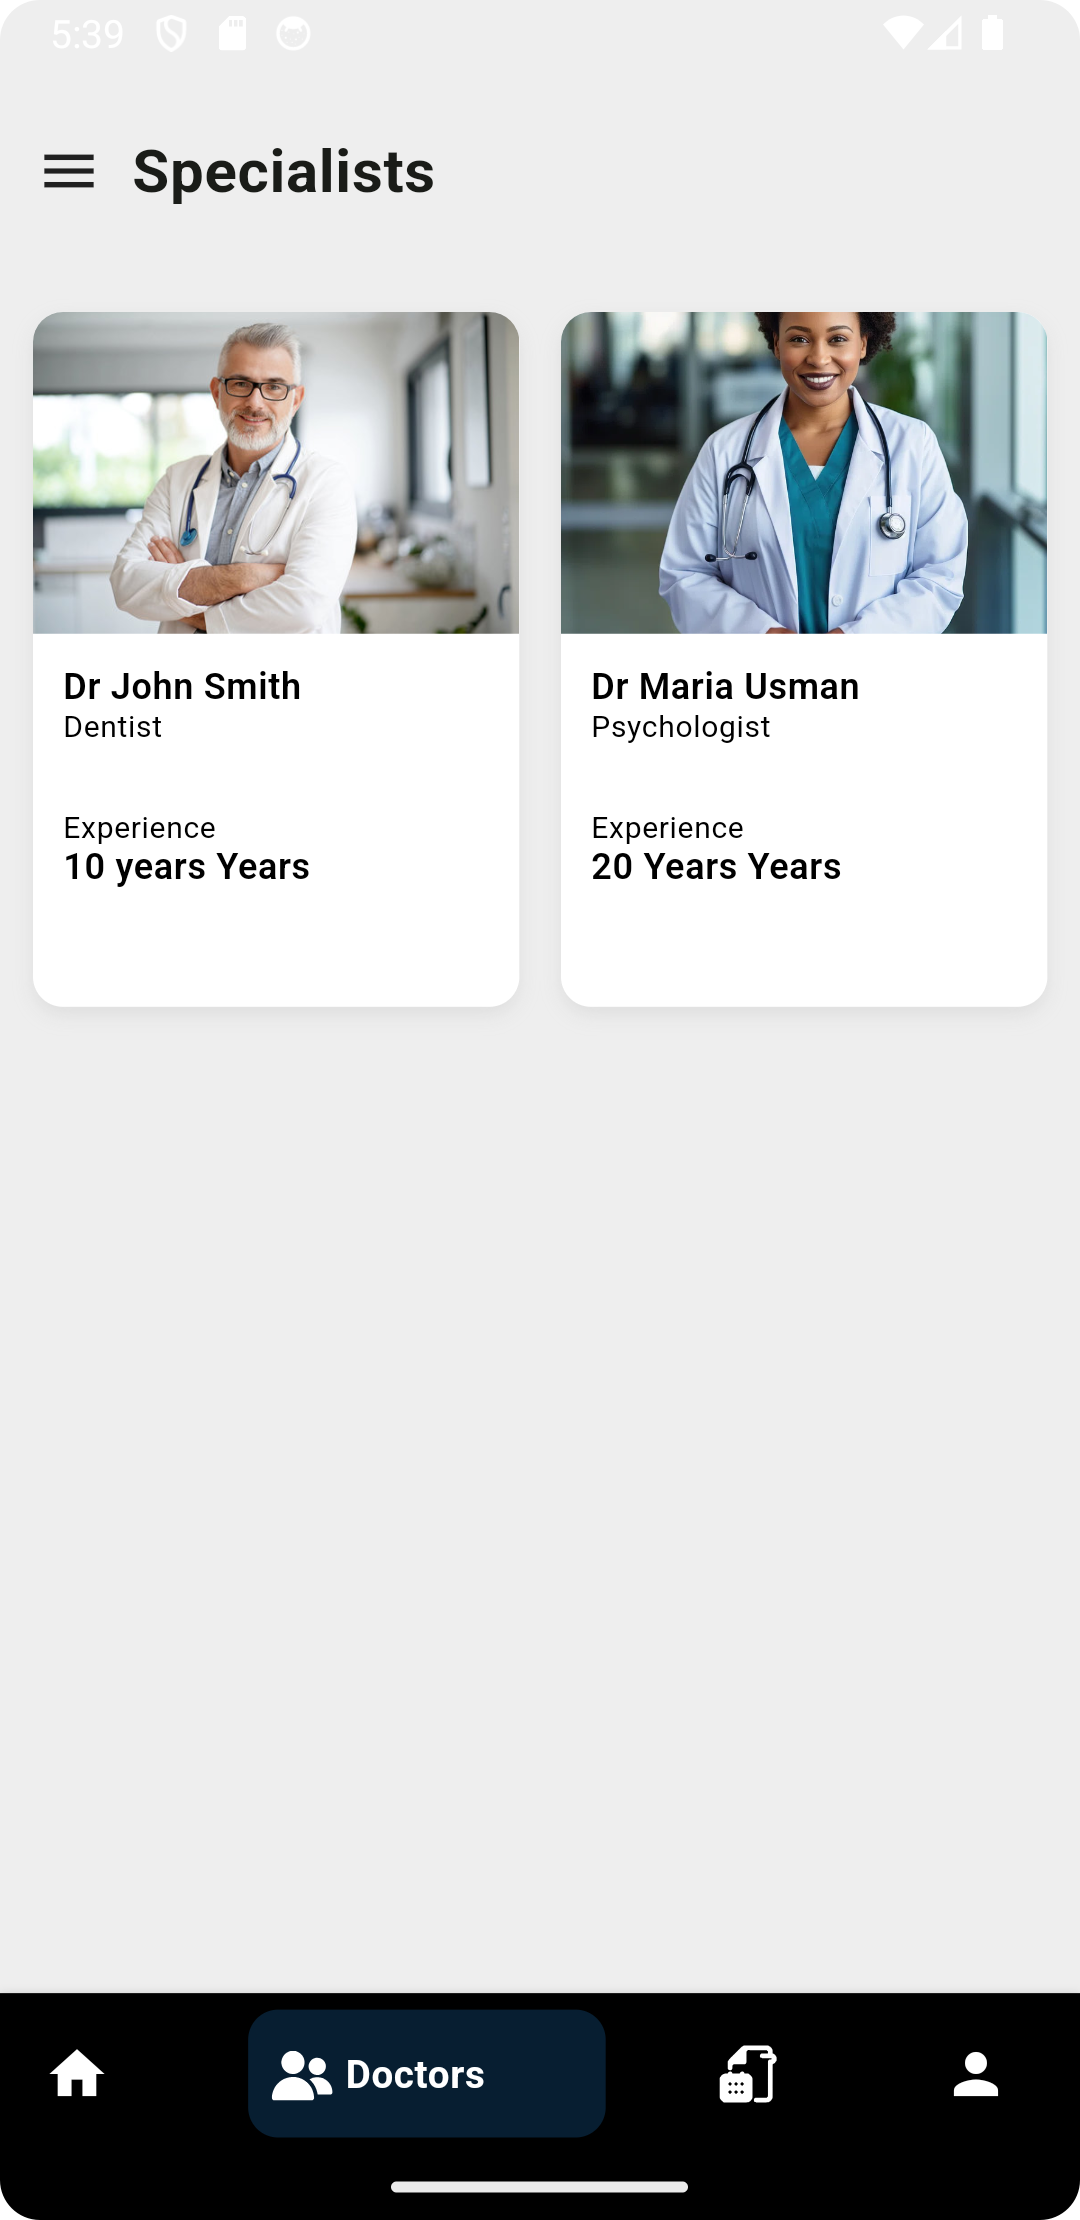 5:39
Specialists
Dr John Smith
Dentist
Experience
10 years Years
Dr Maria Usman
Psychologist
Experience
20 Years Years
Doctors